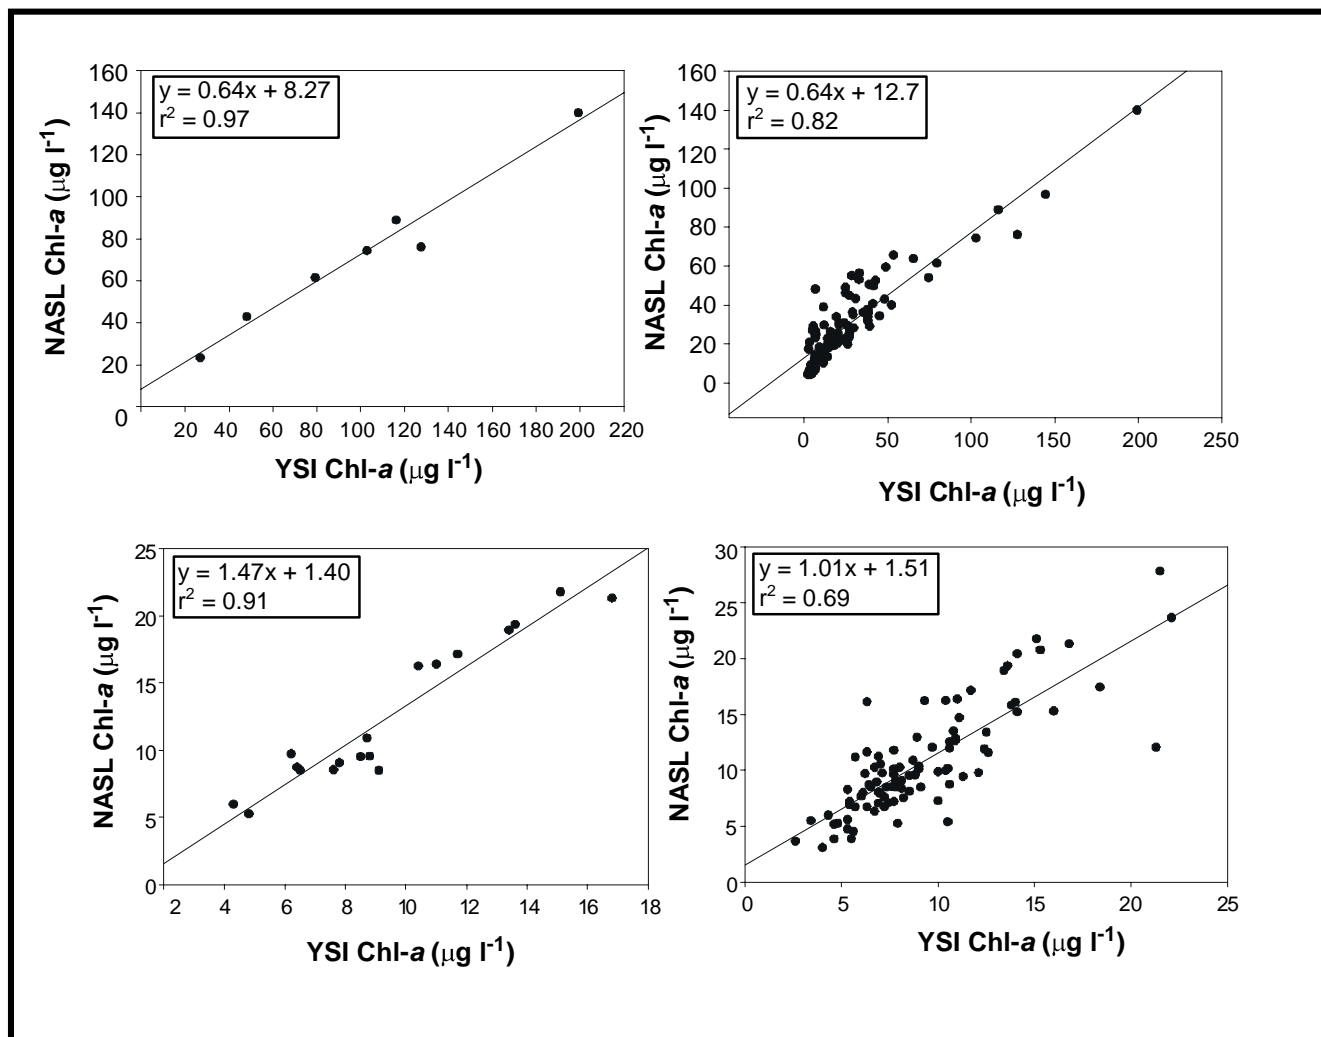 y = 0.64x + 8.27
r² = 0.97
160
140
120
100
80
60
40
20
0
NASL Chl-a (µg l⁻¹)
20 40 60 80 100 120 140 160 180 200 220
YSI Chl-a (µg l⁻¹)
y = 0.64x + 12.7
r² = 0.82
160
140
120
100
80
60
40
20
0
NASL Chl-a (µg l⁻¹)
0 50 100 150 200 250
YSI Chl-a (µg l⁻¹)
y = 1.47x + 1.40
r² = 0.91
25
20
15
10
5
0
NASL Chl-a (µg l⁻¹)
2 4 6 8 10 12 14 16 18
YSI Chl-a (µg l⁻¹)
y = 1.01x + 1.51
r² = 0.69
30
25
20
15
10
5
0
NASL Chl-a (µg l⁻¹)
0 5 10 15 20 25
YSI Chl-a (µg l⁻¹)